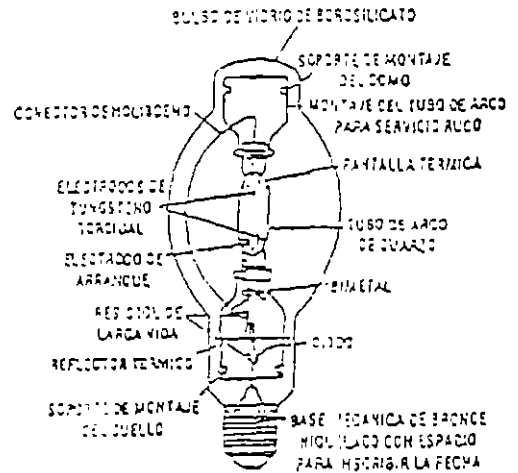 BULBO DE VIDRIO DE BOROSILICATO
SOPORTE DE MONTAJE
DEL DOMO
CONECTOR DE MOLIBDENO
MONTAJE DEL TUBO DE ARCO
PARA SERVICIO RUDO
PANTALLA TERMICA
ELECTRODOS DE
TUNGSTENO
TOROIDAL
TUBO DE ARCO
DE CUARZO
ELECTRODO DE
ARRANQUE
BIMETAL
DE
LARGA VIDA
DIODO
REFLECTOR TERMICO
SOPORTE DE MONTAJE
DEL CUELLO
BASE MECANICA DE BRONCE
NIQUELADO CON ESPACIO
PARA INSCRIBIR LA FECHA